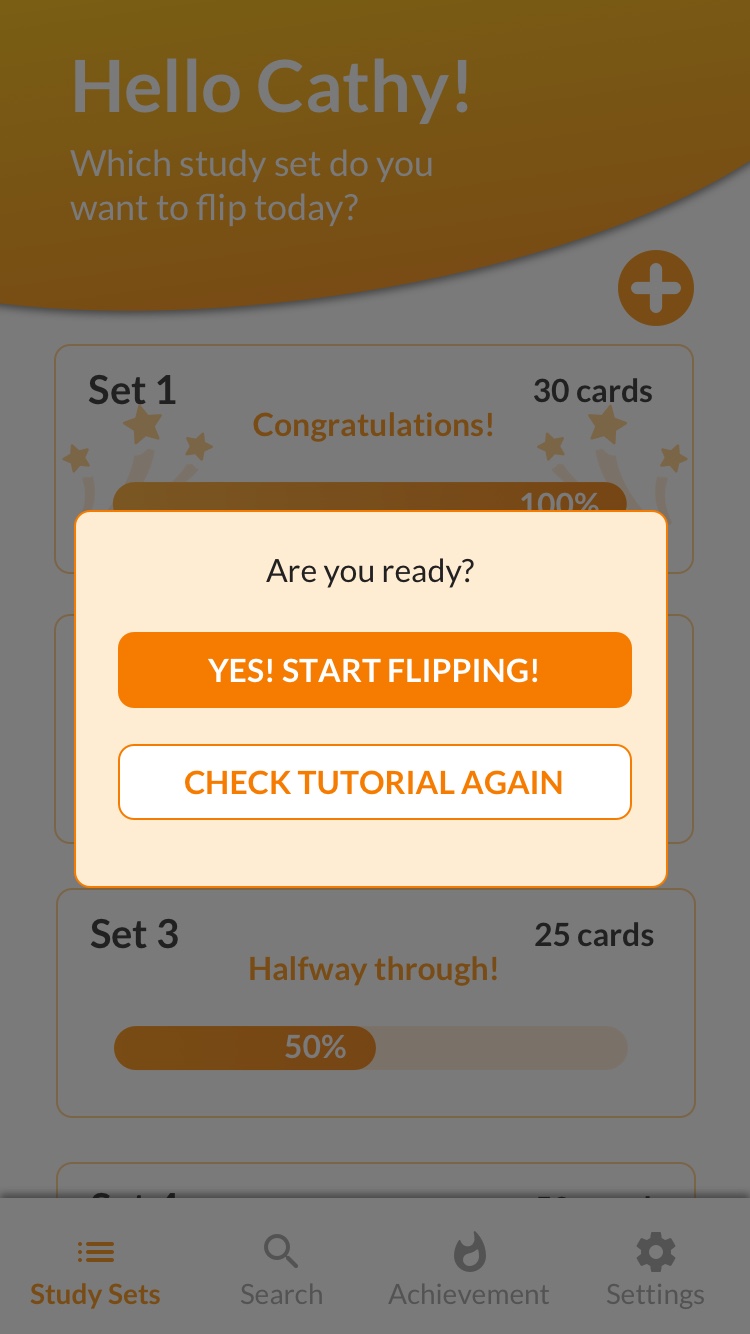 Hello Cathy!
Which study set do you
want to flip today?
Set 1
30 cards
Congratulations!
100%
Are you ready?
YES! START FLIPPING!
CHECK TUTORIAL AGAIN
Set 3
25 cards
Halfway through!
50%
Study Sets
Search
Achievement
Settings